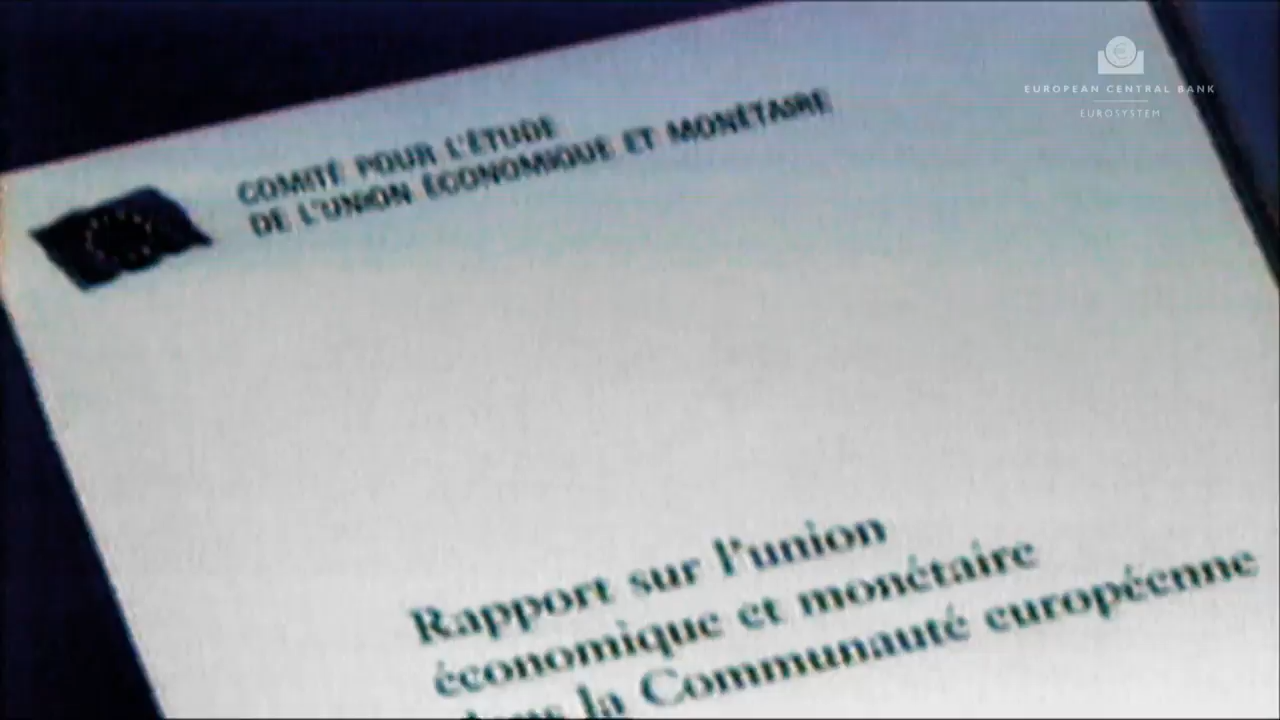 EUROPEAN CENTRAL BANK
EUROSYSTEM
COMITÉ POUR L'ÉTUDE
DE L'UNION ÉCONOMIQUE ET MONÉTAIRE
Rapport sur l'union
économique et monétaire
dans la Communauté européenne